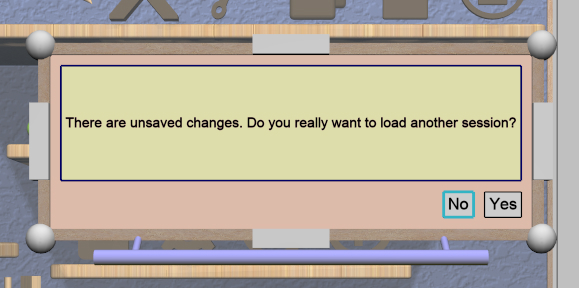 There are unsaved changes. Do you really want to load another session?
No Yes